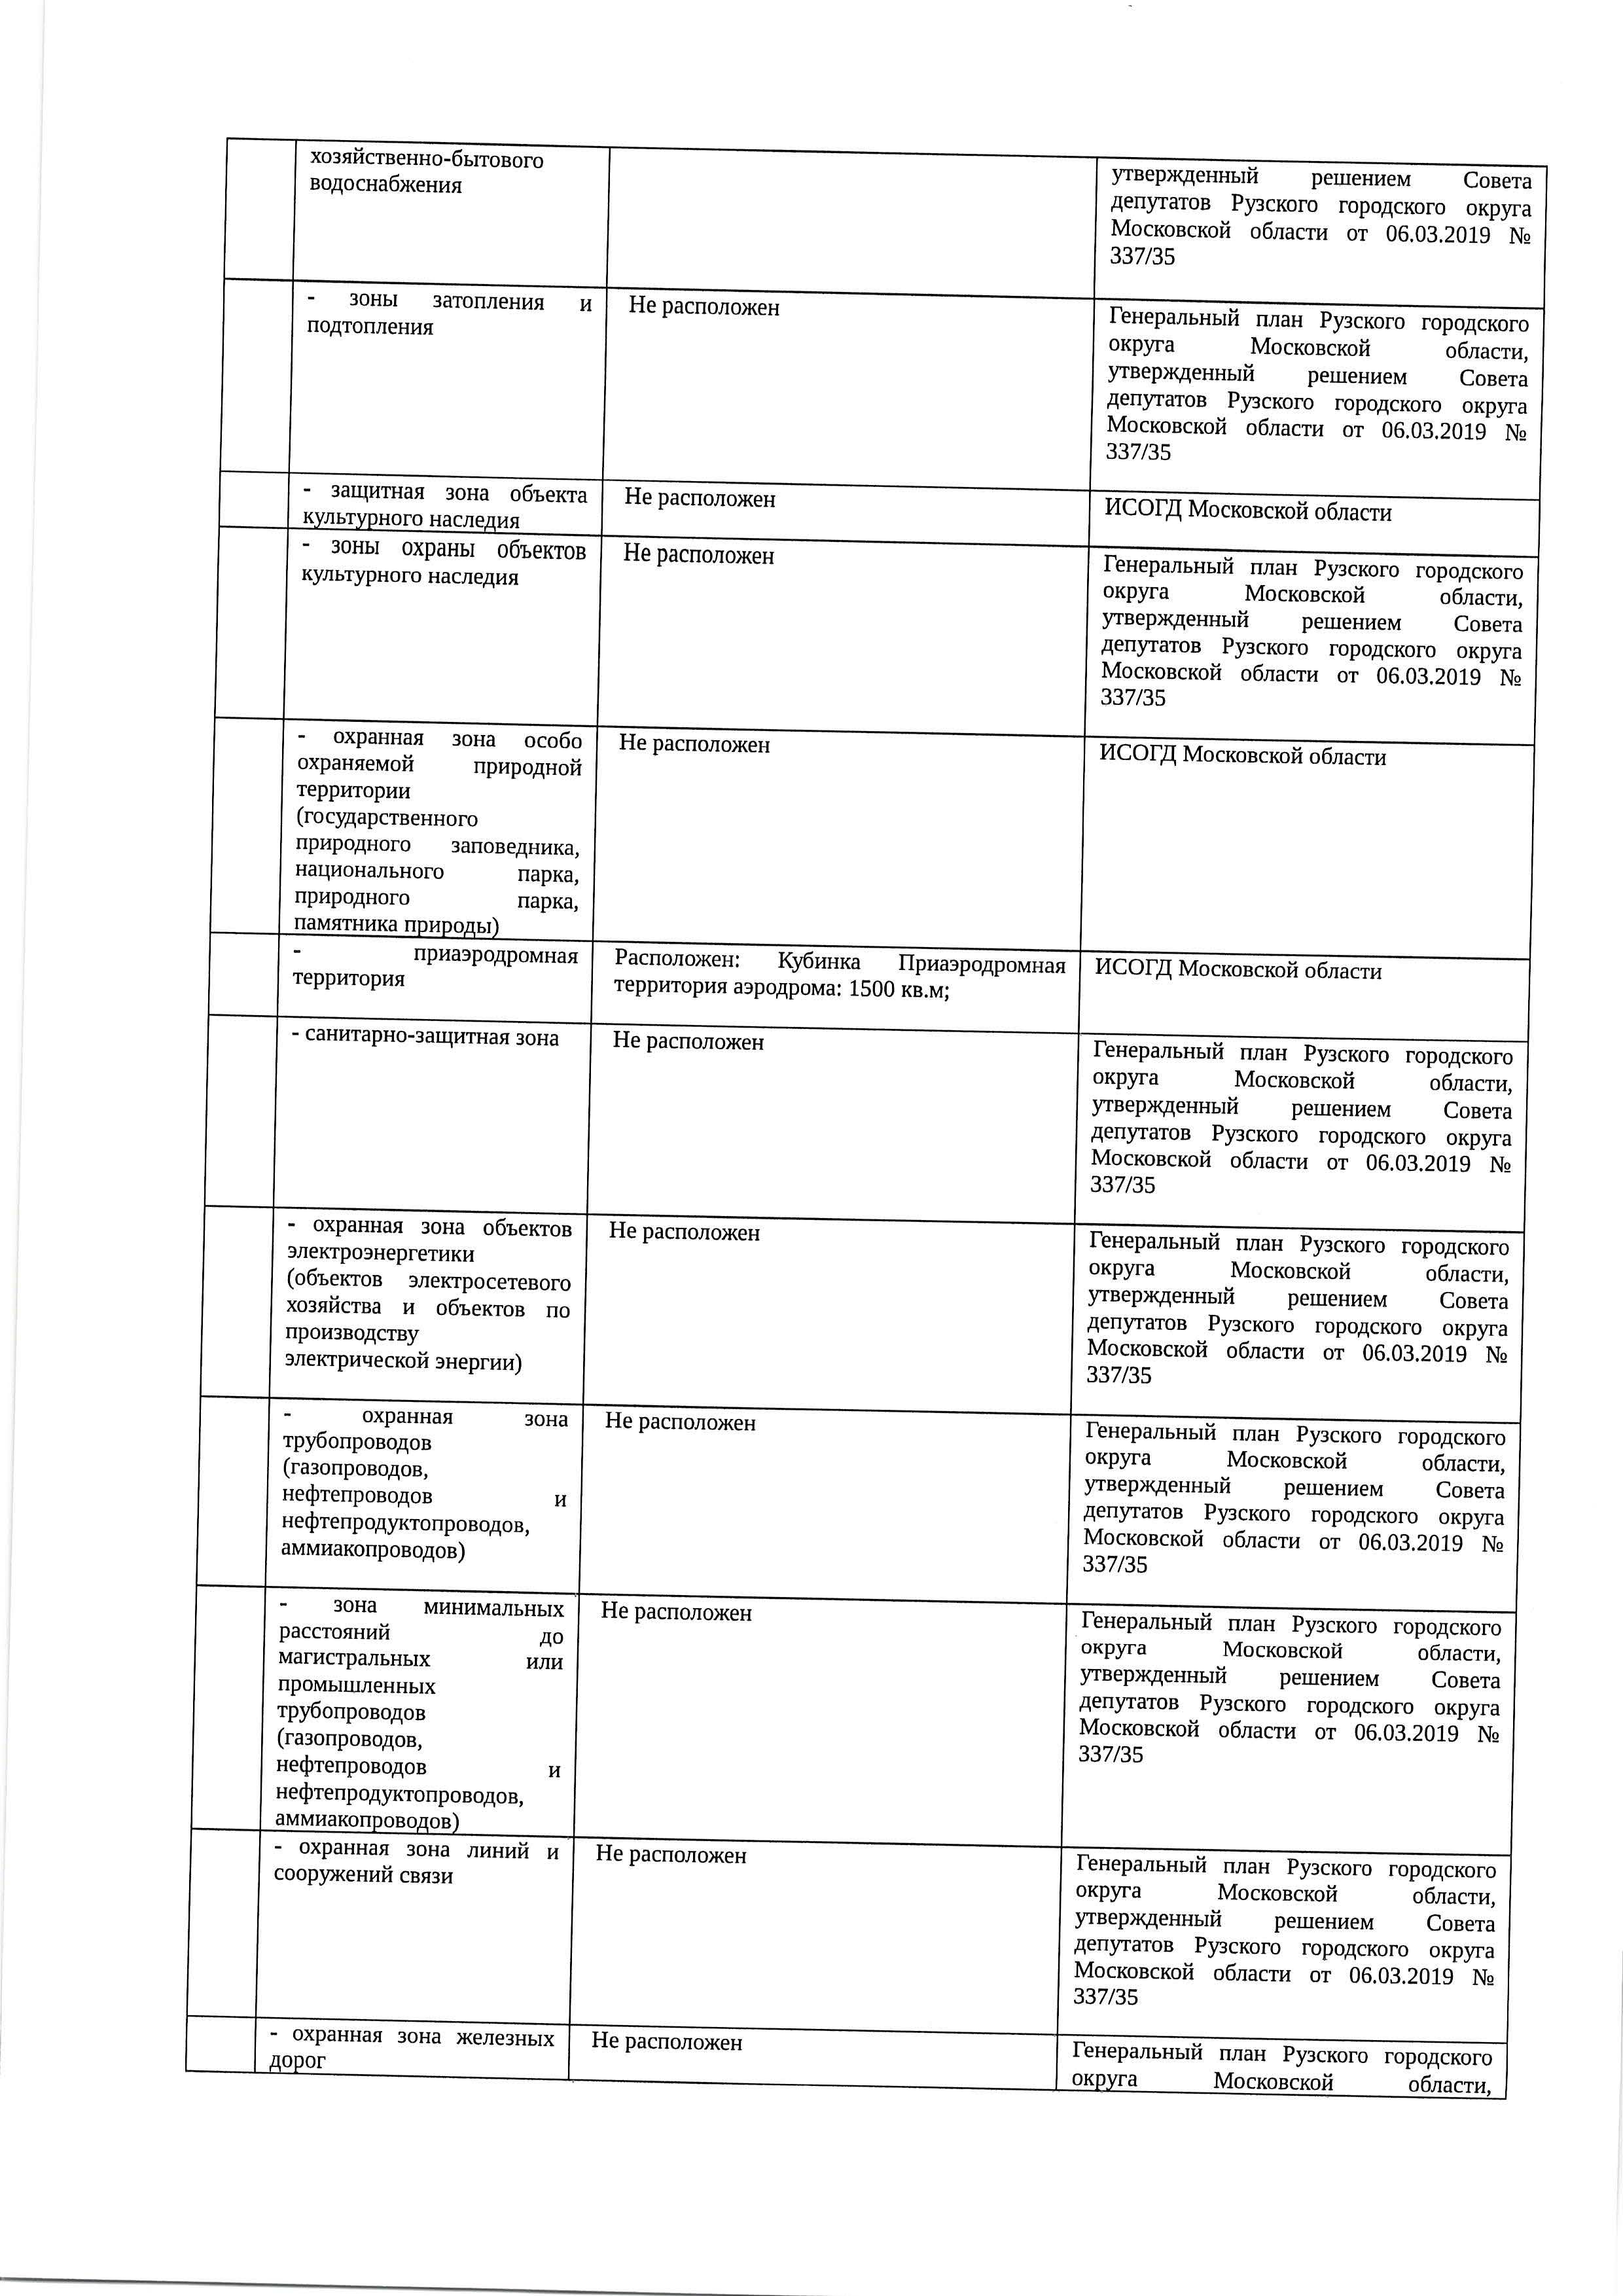 хозяйственно-бытового
водоснабжения
утвержденный решением Совета
депутатов Рузского городского округа
Московской области от 06.03.2019 №
337/35
- зоны затопления и
подтопления
Не расположен
Генеральный план Рузского городского
округа Московской области,
утвержденный решением Совета
депутатов Рузского городского округа
Московской области от 06.03.2019 №
337/35
- защитная зона объекта
культурного наследия
Не расположен
ИСОГД Московской области
- зоны охраны объектов
культурного наследия
Не расположен
Генеральный план Рузского городского
округа Московской области,
утвержденный решением Совета
депутатов Рузского городского округа
Московской области от 06.03.2019 №
337/35
- охранная зона особо
охраняемой природной
территории
(государственного
природного заповедника,
национального парка,
природного парка,
памятника природы)
Не расположен
ИСОГД Московской области
- приаэродромная
территория
Расположен: Кубинка Приаэродромная
территория аэродрома: 1500 кв.м;
ИСОГД Московской области
- санитарно-защитная зона
Не расположен
Генеральный план Рузского городского
округа Московской области,
утвержденный решением Совета
депутатов Рузского городского округа
Московской области от 06.03.2019 №
337/35
- охранная зона объектов
электроэнергетики
(объектов электросетевого
хозяйства и объектов по
производству
электрической энергии)
Не расположен
Генеральный план Рузского городского
округа Московской области,
утвержденный решением Совета
депутатов Рузского городского округа
Московской области от 06.03.2019 №
337/35
- охранная зона
трубопроводов
(газопроводов,
нефтепроводов и
нефтепродуктопроводов,
аммиакопроводов)
Не расположен
Генеральный план Рузского городского
округа Московской области,
утвержденный решением Совета
депутатов Рузского городского округа
Московской области от 06.03.2019 №
337/35
- зона минимальных
расстояний до
магистральных или
промышленных
трубопроводов
(газопроводов,
нефтепроводов и
нефтепродуктопроводов,
аммиакопроводов)
Не расположен
Генеральный план Рузского городского
округа Московской области,
утвержденный решением Совета
депутатов Рузского городского округа
Московской области от 06.03.2019 №
337/35
- охранная зона линий и
сооружений связи
Не расположен
Генеральный план Рузского городского
округа Московской области,
утвержденный решением Совета
депутатов Рузского городского округа
Московской области от 06.03.2019 №
337/35
- охранная зона железных
дорог
Не расположен
Генеральный план Рузского городского
округа Московской области,